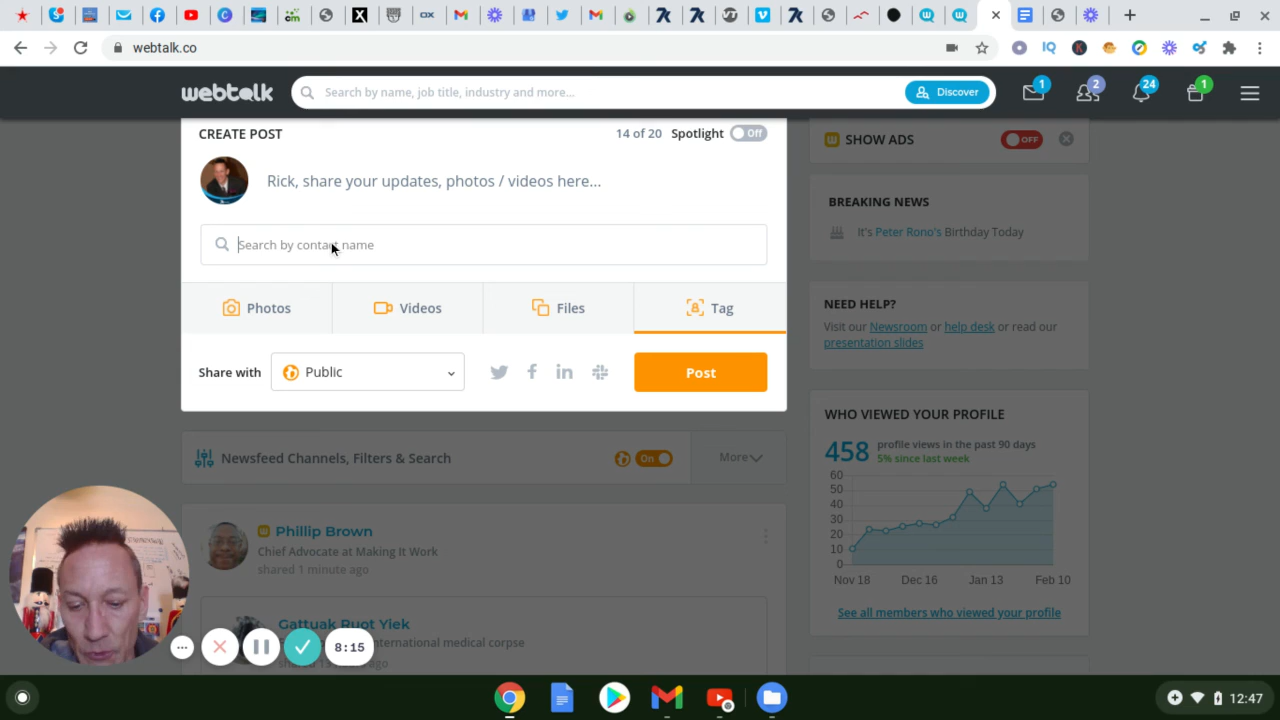 webtalk.co
webtalk
Search by name, job title, industry and more...
Discover
1
2
24
1
CREATE POST
14 of 20
Spotlight
Off
Rick, share your updates, photos / videos here...
Search by contact name
Photos
Videos
Files
Tag
Share with
Public
Post
Newsfeed Channels, Filters & Search
On
More
Phillip Brown
Chief Advocate at Making It Work
shared 1 minute ago
Gattuak Ruot Yiek
international medical corpse
8:15
SHOW ADS
OFF
BREAKING NEWS
It's Peter Rono's Birthday Today
NEED HELP?
Visit our Newsroom or help desk or read our
presentation slides
WHO VIEWED YOUR PROFILE
458
profile views in the past 90 days
5% since last week
60
50
40
30
20
10
0
Nov 18
Dec 16
Jan 13
Feb 10
See all members who viewed your profile
12:47